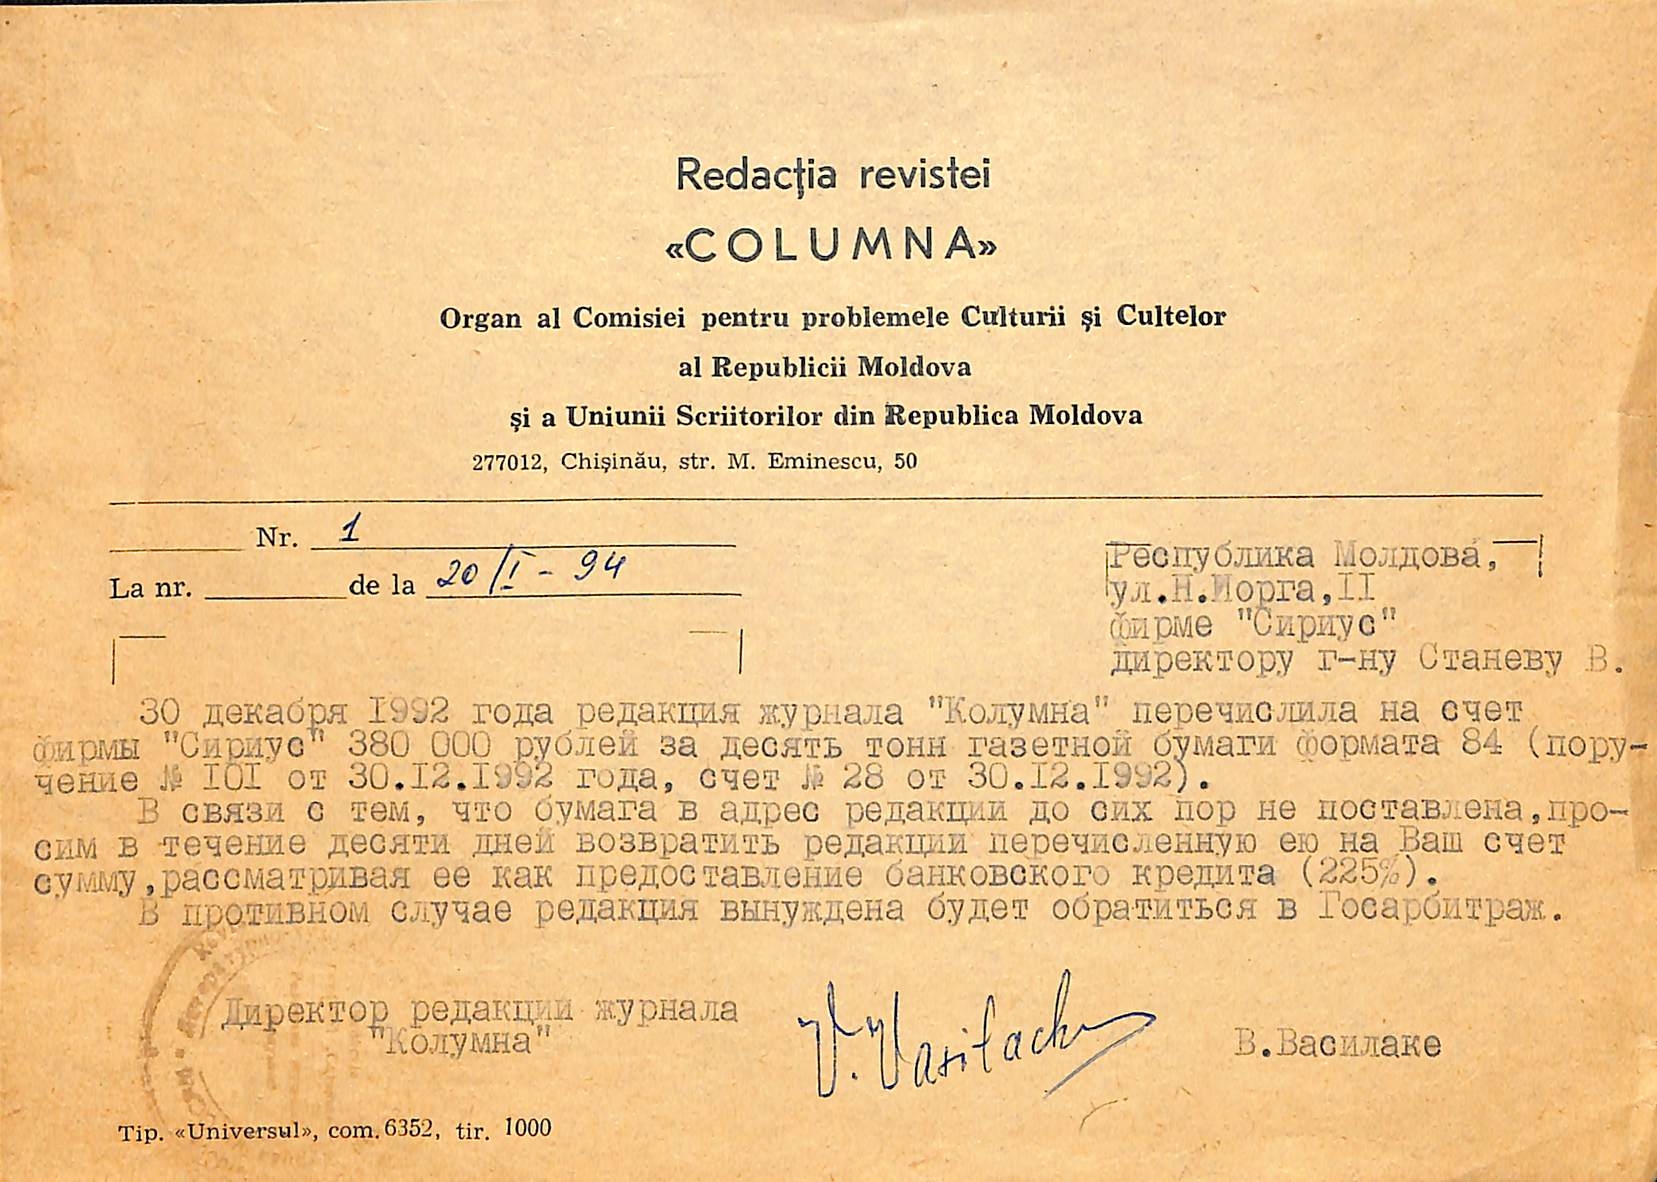 Redacția revistei
«COLUMNA»
Organ al Comisiei pentru problemele Culturii și Cultelor
al Republicii Moldova
și a Uniunii Scriitorilor din Republica Moldova
277012, Chișinău, str. M. Eminescu, 50
Nr. 1
La nr. de la 20/I - 94
Республика Молдова,
ул.Н.Йорга,II
фирме "Сириус"
директору г-ну Станеву В.
30 декабря 1992 года редакция журнала "Колумна" перечислила на счет
фирмы "Сириус" 380 000 рублей за десять тонн газетной бумаги формата 84 (пору-
чение № IOI от 30.12.1992 года, счет № 28 от 30.12.1992).
В связи с тем, что бумага в адрес редакции до сих пор не поставлена,про-
сим в течение десяти дней возвратить редакции перечисленную ею на Ваш счет
сумму,рассматривая ее как предоставление банковского кредита (225%).
В противном случае редакция вынуждена будет обратиться в Госарбитраж.
Директор редакции журнала
"Колумна"
V. Vasilache
В.Василаке
Tip. «Universul», com. 6352, tir. 1000